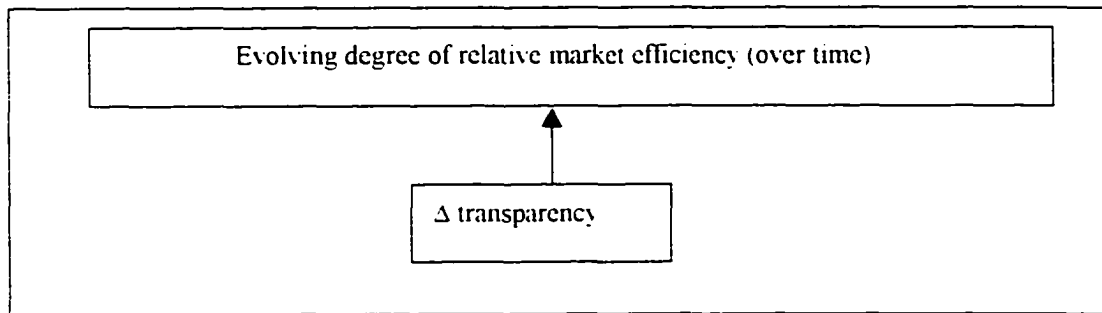 Evolving degree of relative market efficiency (over time)
Δ transparency